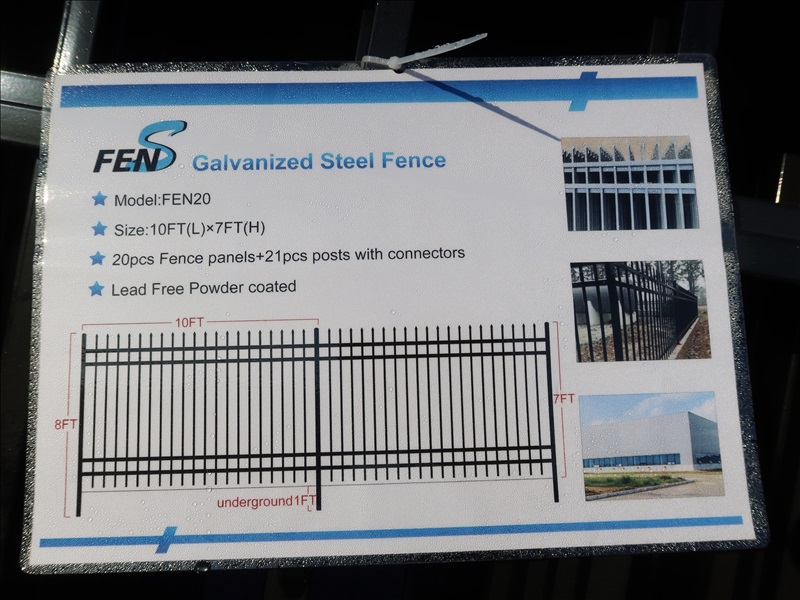 FENS
Galvanized Steel Fence
Model:FEN20
Size:10FT(L)×7FT(H)
20pcs Fence panels+21pcs posts with connectors
Lead Free Powder coated
10FT
8FT
7FT
underground1FT